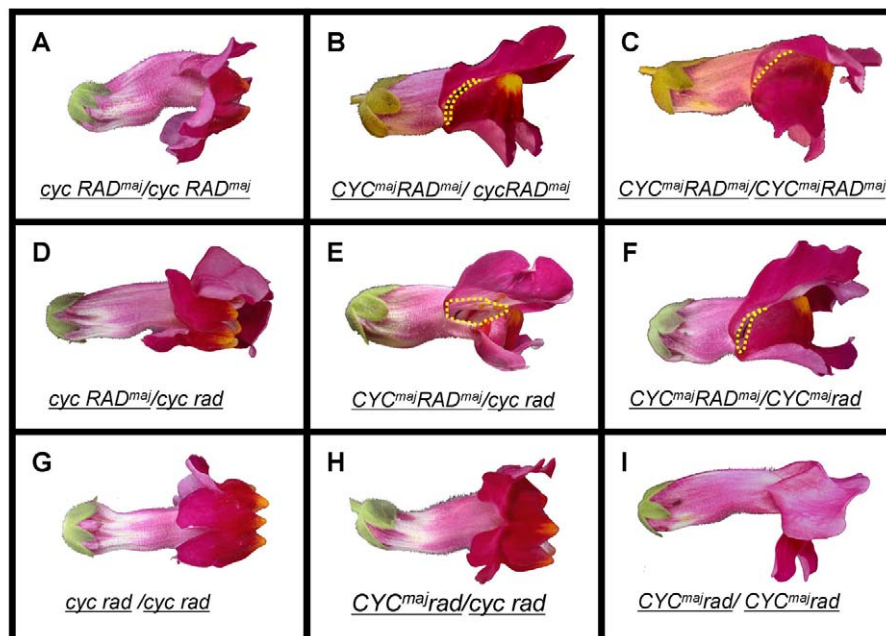 A
B
C
cyc RADᵐᵃʲ/cyc RADᵐᵃʲ
CYCᵐᵃʲRADᵐᵃʲ/ cycRADᵐᵃʲ
CYCᵐᵃʲRADᵐᵃʲ/CYCᵐᵃʲRADᵐᵃʲ
D
E
F
cyc RADᵐᵃʲ/cyc rad
CYCᵐᵃʲRADᵐᵃʲ/cyc rad
CYCᵐᵃʲRADᵐᵃʲ/CYCᵐᵃʲrad
G
H
I
cyc rad /cyc rad
CYCᵐᵃʲrad/cyc rad
CYCᵐᵃʲrad/ CYCᵐᵃʲrad